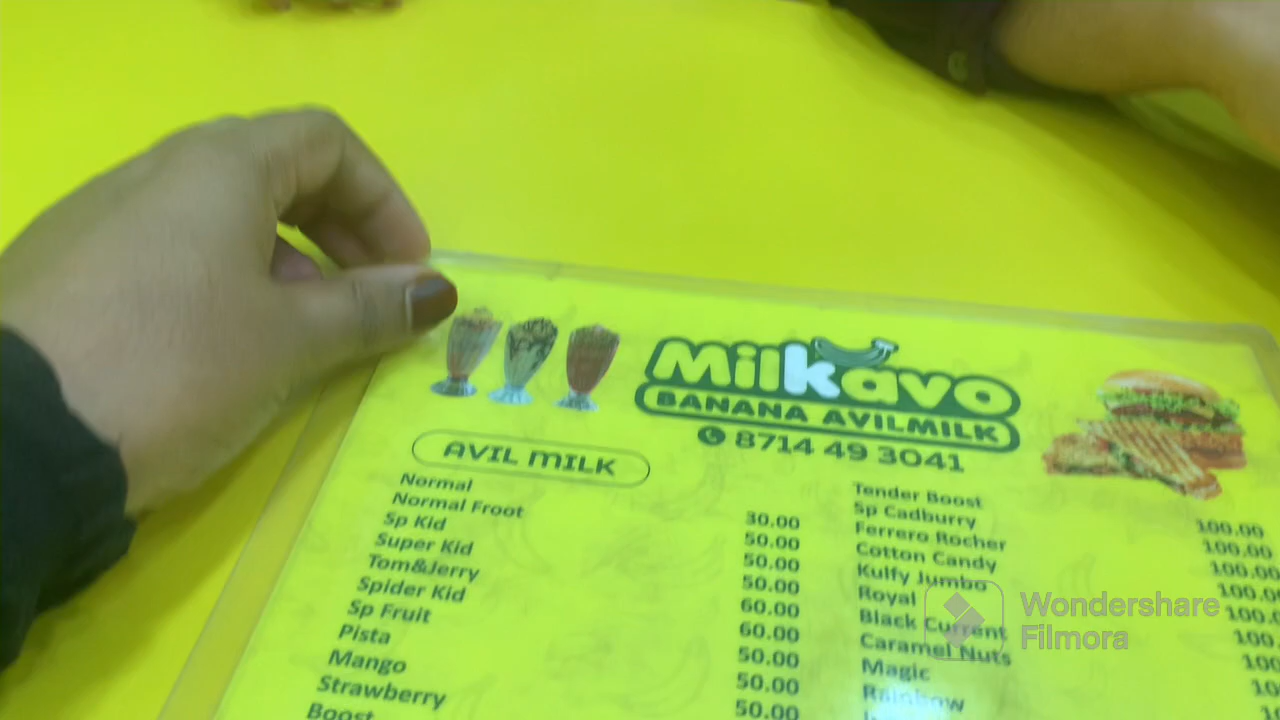 Milkavo
BANANA AVILMILK
8714 49 3041
AVIL MILK
Normal 30.00
Normal Froot 50.00
Sp Kid 50.00
Super Kid 50.00
Tom&Jerry 60.00
Spider Kid 60.00
Sp Fruit 50.00
Pista 50.00
Mango 50.00
Strawberry
Boost
Tender Boost 100.00
Sp Cadburry 100.00
Ferrero Rocher 100.00
Cotton Candy
Kulfy Jumbo
Royal
Black Current
Caramel Nuts
Magic
Rainbow
Wondershare
Filmora